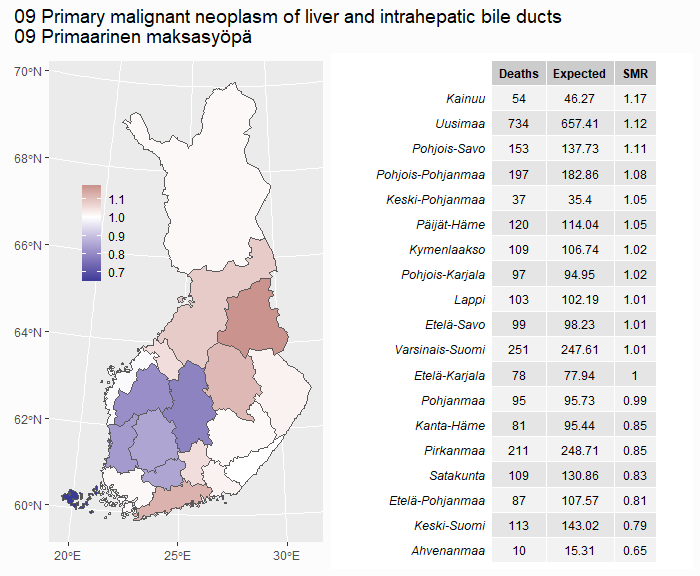 09 Primary malignant neoplasm of liver and intrahepatic bile ducts
09 Primaarinen maksasyöpä
70°N
68°N
66°N
64°N
62°N
60°N
20°E 25°E 30°E
1.1
1.0
0.9
0.8
0.7
Deaths Expected SMR
Kainuu 54 46.27 1.17
Uusimaa 734 657.41 1.12
Pohjois-Savo 153 137.73 1.11
Pohjois-Pohjanmaa 197 182.86 1.08
Keski-Pohjanmaa 37 35.4 1.05
Päijät-Häme 120 114.04 1.05
Kymenlaakso 109 106.74 1.02
Pohjois-Karjala 97 94.95 1.02
Lappi 103 102.19 1.01
Etelä-Savo 99 98.23 1.01
Varsinais-Suomi 251 247.61 1.01
Etelä-Karjala 78 77.94 1
Pohjanmaa 95 95.73 0.99
Kanta-Häme 81 95.44 0.85
Pirkanmaa 211 248.71 0.85
Satakunta 109 130.86 0.83
Etelä-Pohjanmaa 87 107.57 0.81
Keski-Suomi 113 143.02 0.79
Ahvenanmaa 10 15.31 0.65